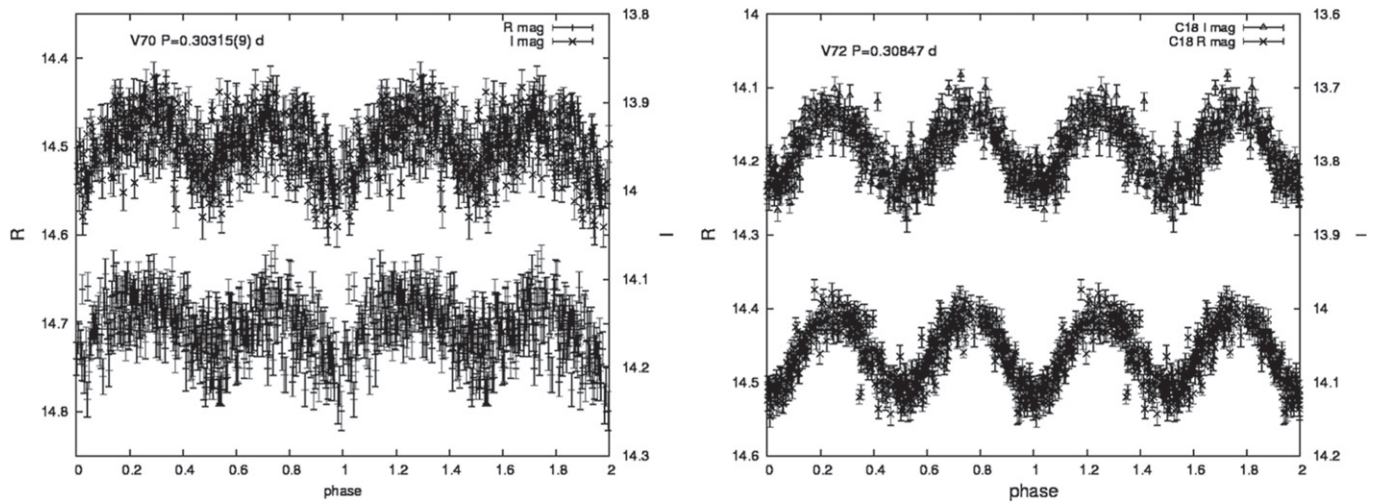 V70 P=0.30315(9) d
R mag
I mag
14.4
14.5
14.6
14.7
14.8
R
13.8
13.9
14
14.1
14.2
14.3
I
0 0.2 0.4 0.6 0.8 1 1.2 1.4 1.6 1.8 2
phase
V72 P=0.30847 d
C18 I mag
C18 R mag
14
14.1
14.2
14.3
14.4
14.5
14.6
R
13.6
13.7
13.8
13.9
14
14.1
14.2
I
0 0.2 0.4 0.6 0.8 1 1.2 1.4 1.6 1.8 2
phase